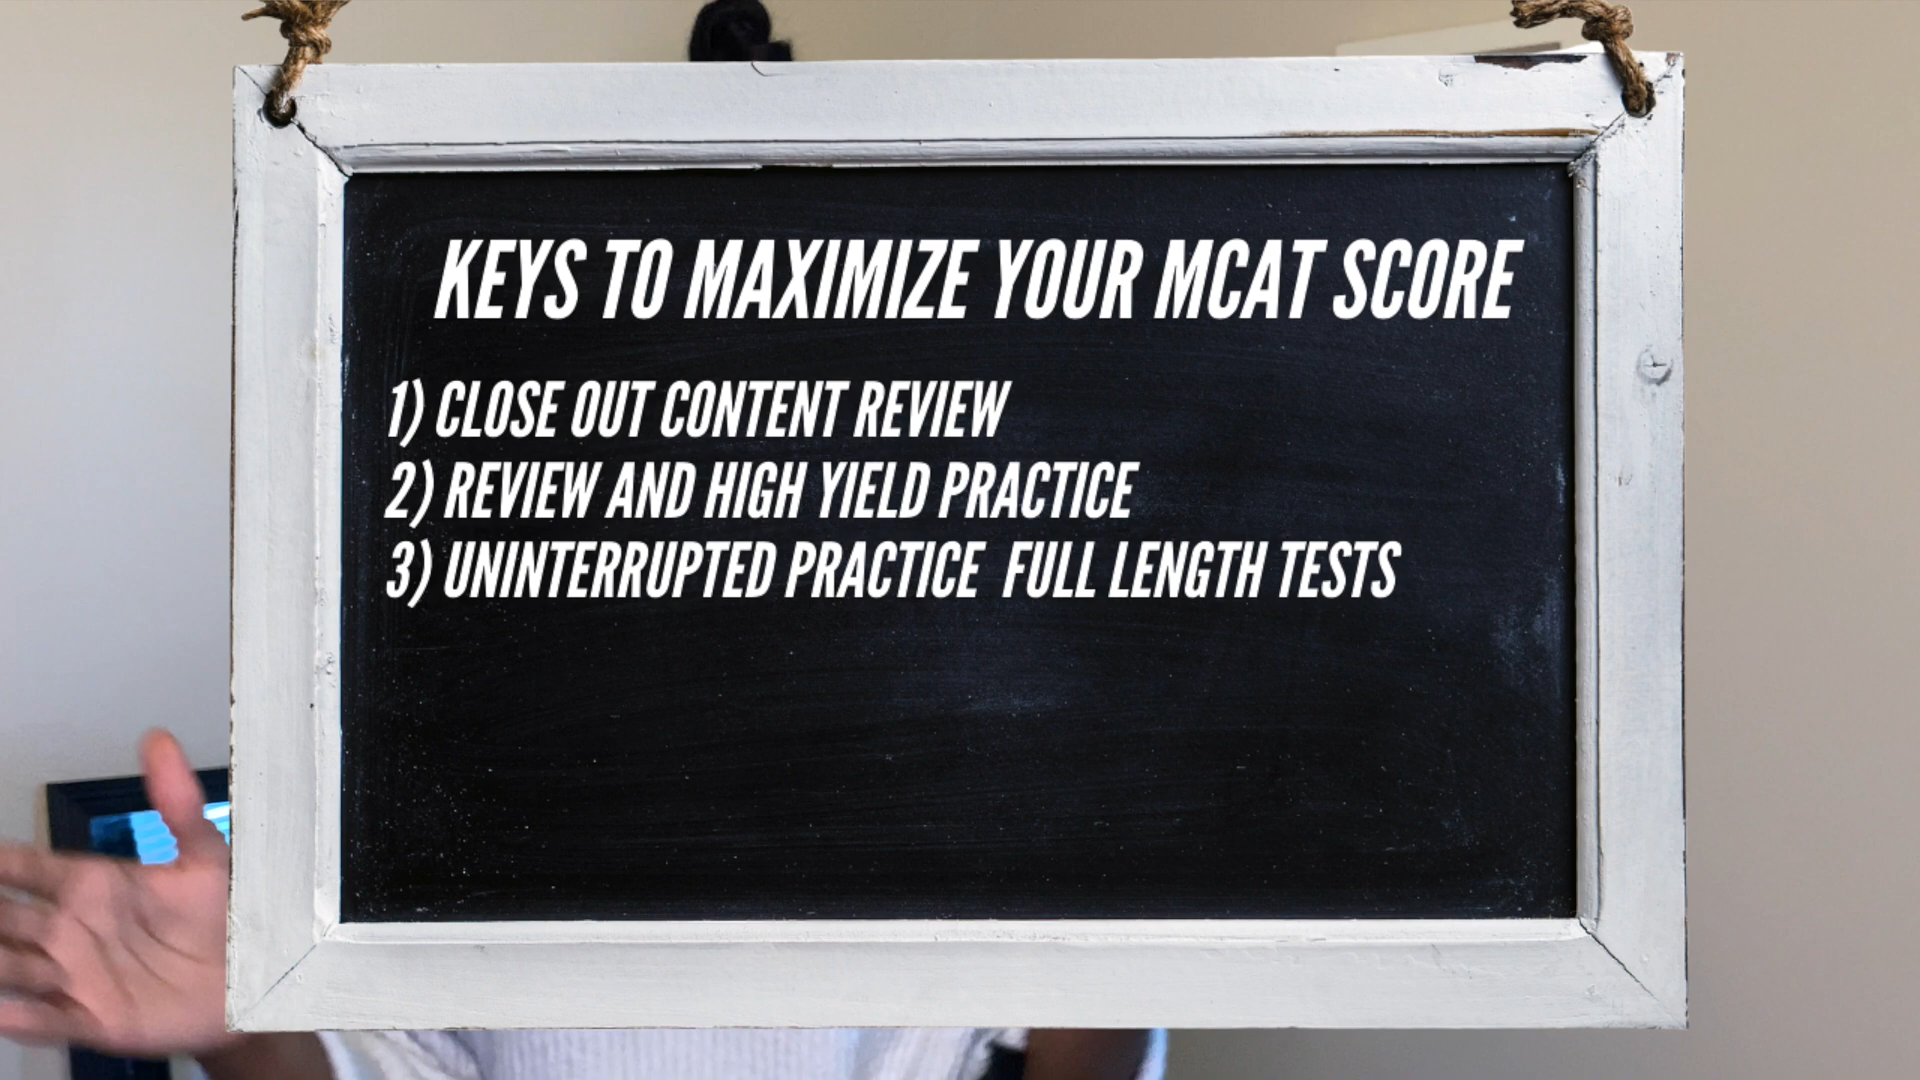 KEYS TO MAXIMIZE YOUR MCAT SCORE
1) CLOSE OUT CONTENT REVIEW
2) REVIEW AND HIGH YIELD PRACTICE
3) UNINTERRUPTED PRACTICE FULL LENGTH TESTS